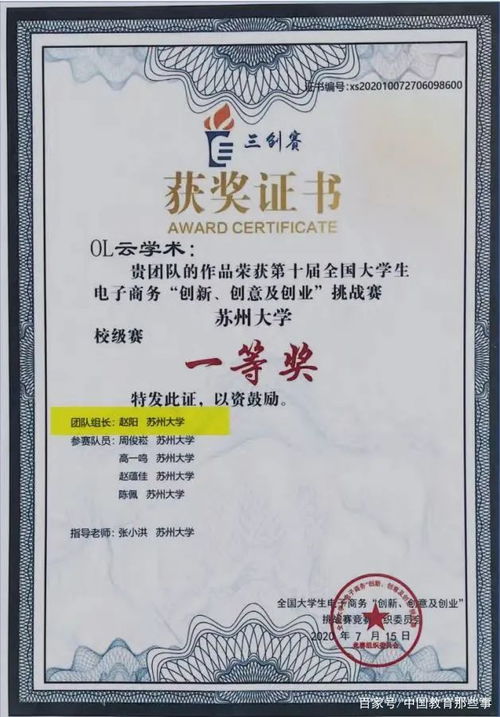 证书编号:xs202010072706098600
三创赛
获奖证书
AWARD CERTIFICATE
OL云学术:
贵团队的作品荣获第十届全国大学生
电子商务“创新、创意及创业”挑战赛
苏州大学
校级赛
一等奖
特发此证,以资鼓励。
团队组长:赵阳 苏州大学
参赛队员:周俊崧 苏州大学
高一鸣 苏州大学
赵蕴佳 苏州大学
陈佩 苏州大学
指导老师:张小洪 苏州大学
全国大学生电子商务“创新、创意及创业”
挑战赛竞赛组织委员会
2020 年 7 月 15 日
竞赛组织委员会
百家号/中国教育那些事